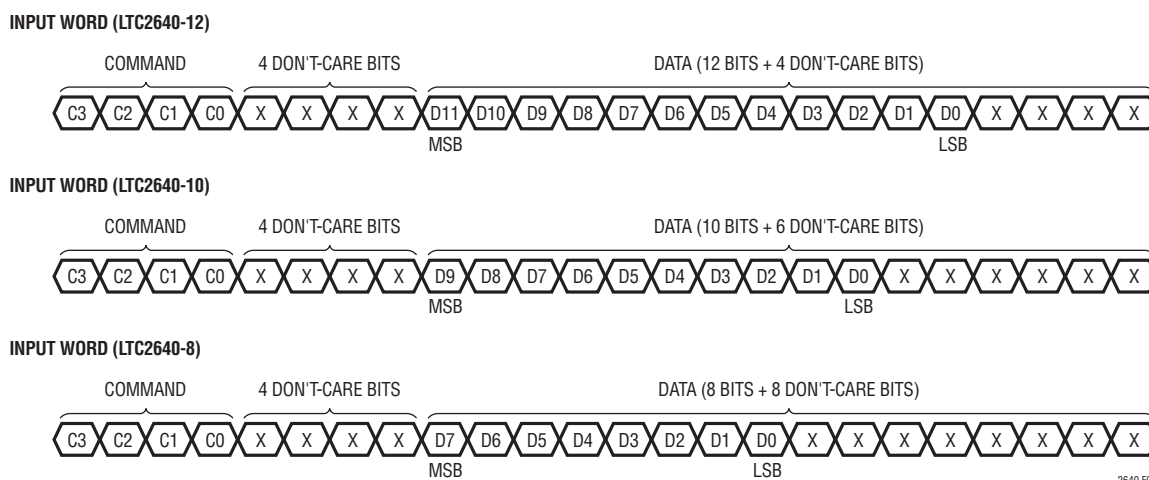 INPUT WORD (LTC2640-12)
COMMAND 4 DON'T-CARE BITS DATA (12 BITS + 4 DON'T-CARE BITS)
C3 C2 C1 C0 X X X X D11 D10 D9 D8 D7 D6 D5 D4 D3 D2 D1 D0 X X X X
MSB LSB
INPUT WORD (LTC2640-10)
COMMAND 4 DON'T-CARE BITS DATA (10 BITS + 6 DON'T-CARE BITS)
C3 C2 C1 C0 X X X X D9 D8 D7 D6 D5 D4 D3 D2 D1 D0 X X X X X X
MSB LSB
INPUT WORD (LTC2640-8)
COMMAND 4 DON'T-CARE BITS DATA (8 BITS + 8 DON'T-CARE BITS)
C3 C2 C1 C0 X X X X D7 D6 D5 D4 D3 D2 D1 D0 X X X X X X X X
MSB LSB
2640